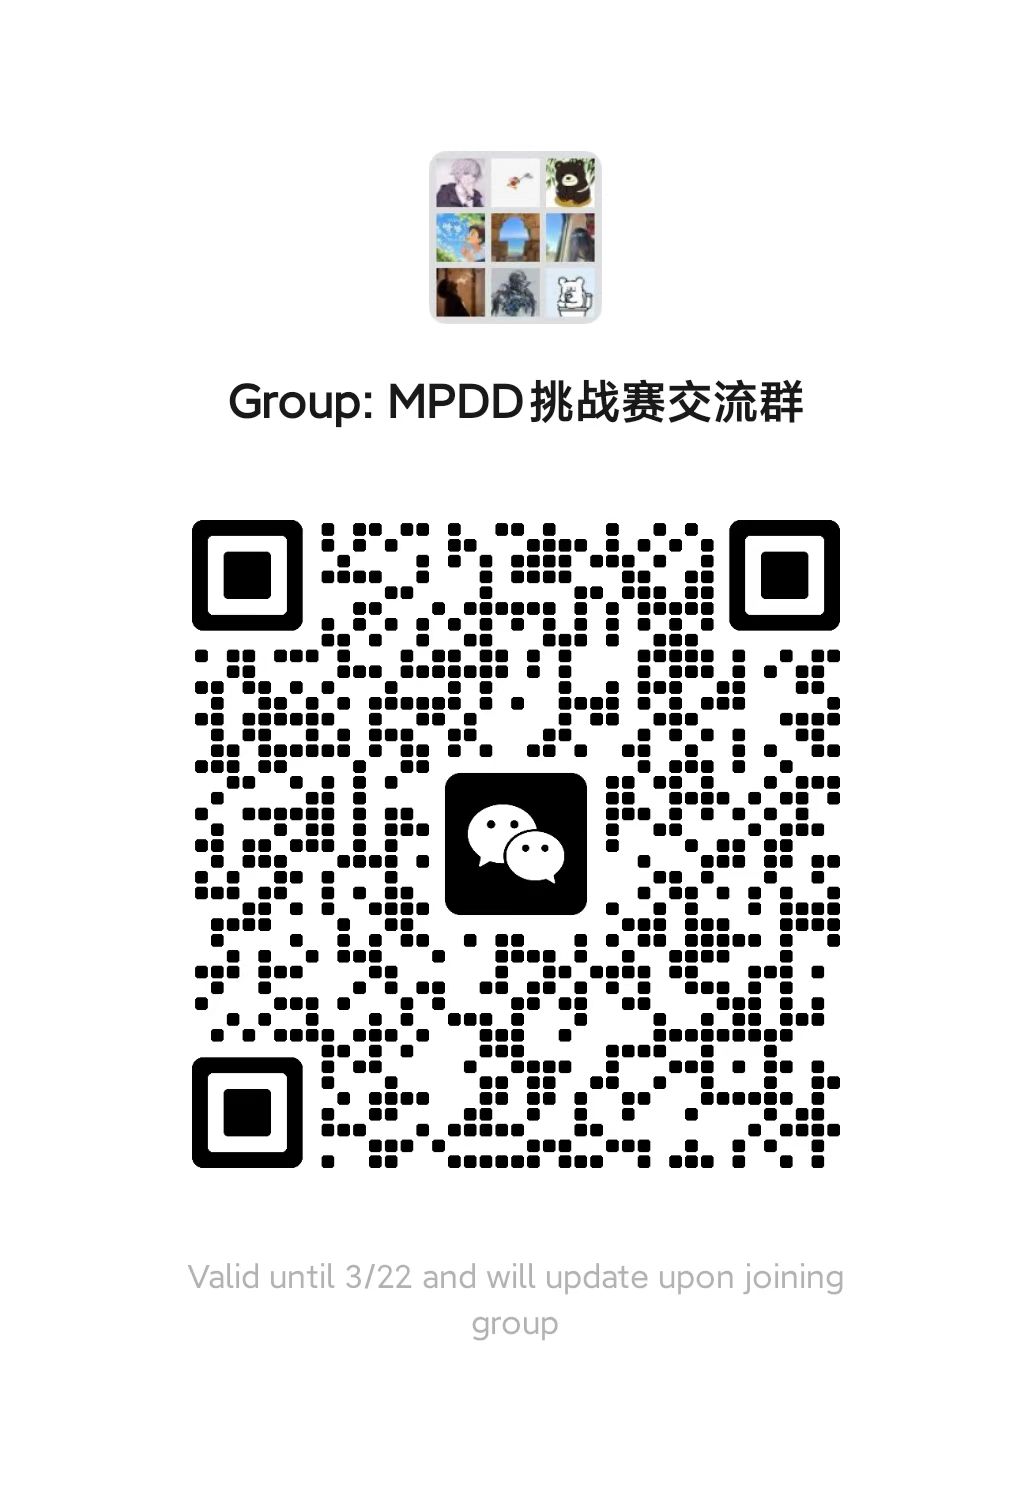 Group: MPDD挑战赛交流群
Valid until 3/22 and will update upon joining
group